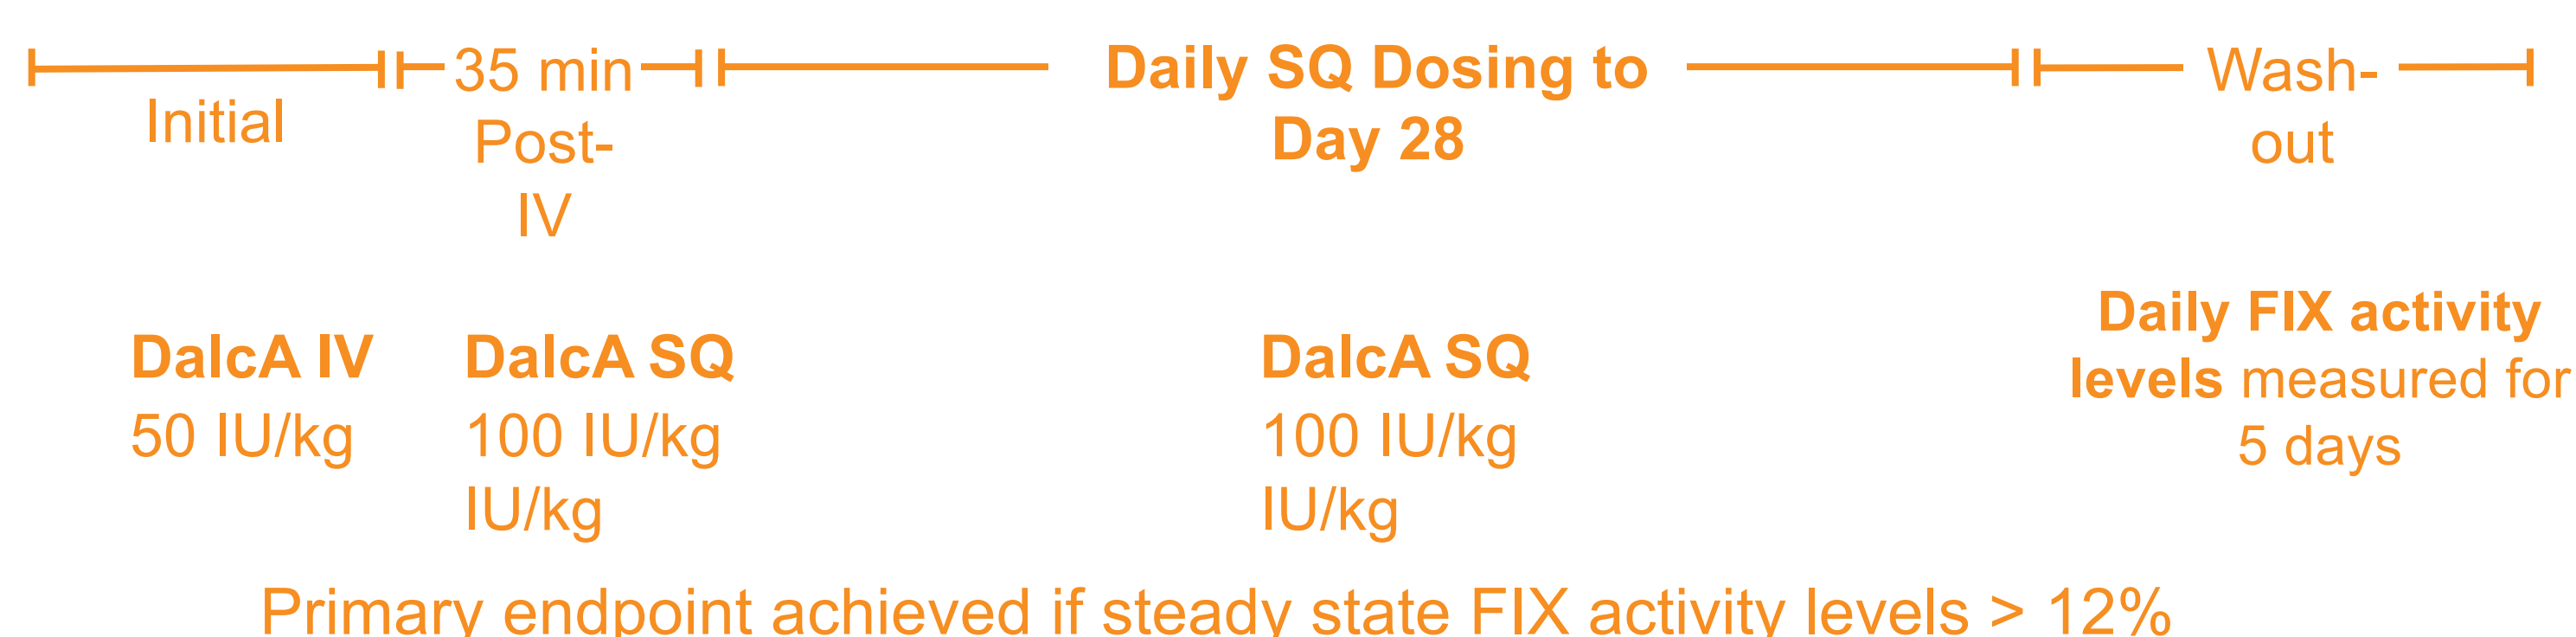 Initial
35 min
Post-
IV
Daily SQ Dosing to
Day 28
Wash-
out
DalcA IV
50 IU/kg
DalcA SQ
100 IU/kg
IU/kg
DalcA SQ
100 IU/kg
IU/kg
Daily FIX activity
levels measured for
5 days
Primary endpoint achieved if steady state FIX activity levels > 12%